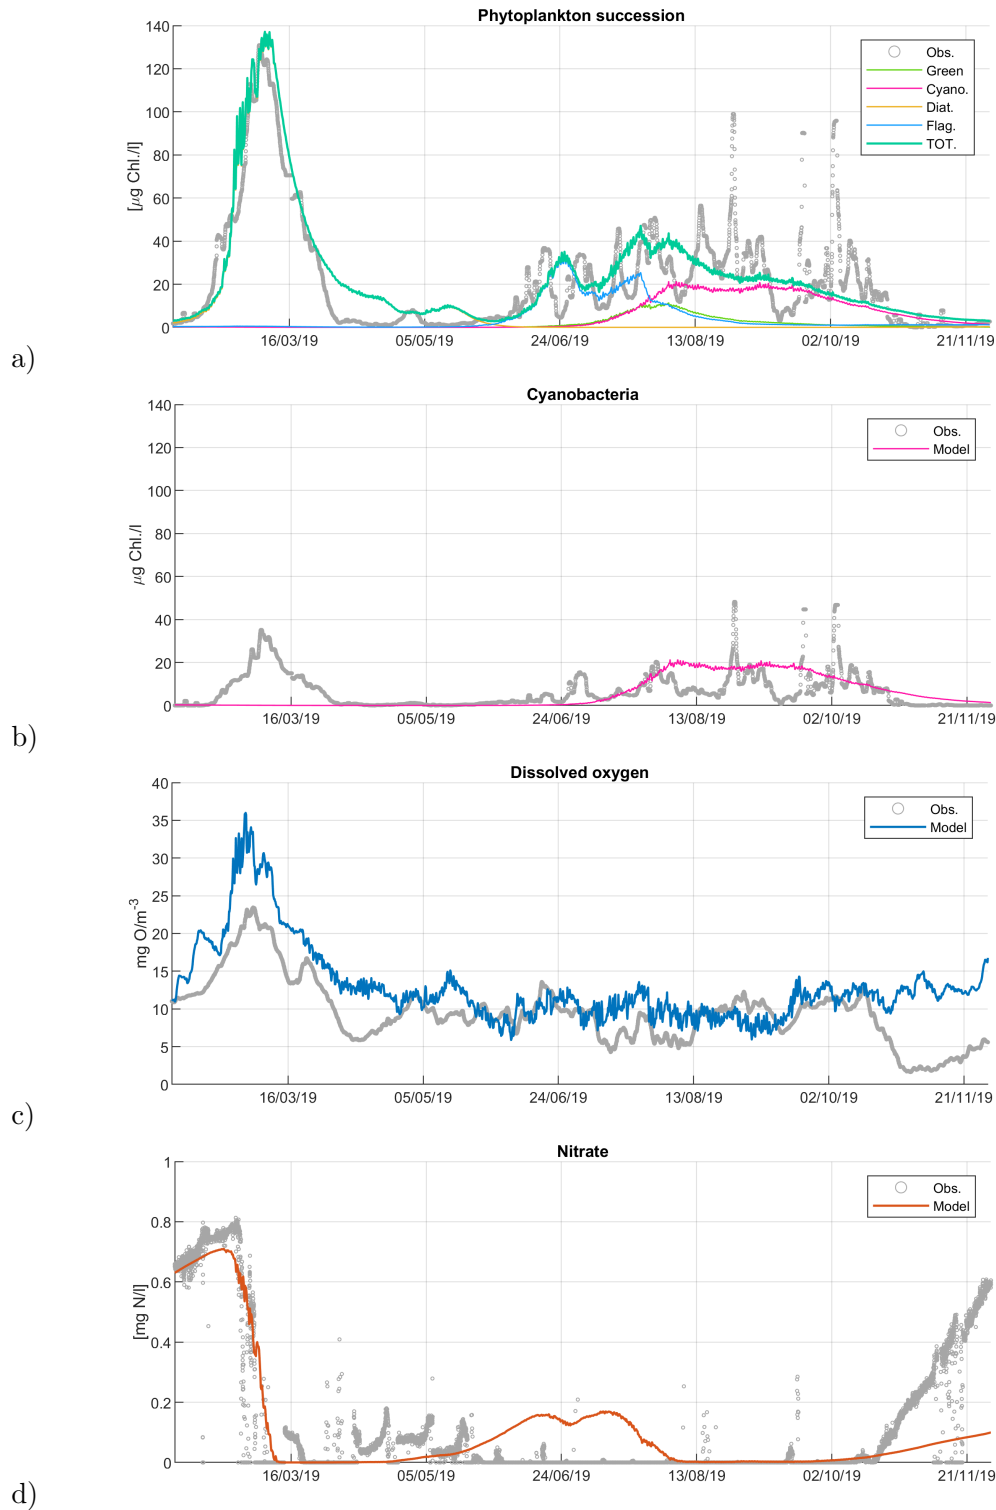 Phytoplankton succession
140
120
100
80
60
40
20
0
[μg Chl./l]
Obs.
Green
Cyano.
Diat.
Flag.
TOT.
16/03/19 05/05/19 24/06/19 13/08/19 02/10/19 21/11/19
a)
Cyanobacteria
140
120
100
80
60
40
20
0
μg Chl./l
Obs.
Model
16/03/19 05/05/19 24/06/19 13/08/19 02/10/19 21/11/19
b)
Dissolved oxygen
40
35
30
25
20
15
10
5
0
mg O/m-3
Obs.
Model
16/03/19 05/05/19 24/06/19 13/08/19 02/10/19 21/11/19
c)
Nitrate
1
0.8
0.6
0.4
0.2
0
[mg N/l]
Obs.
Model
16/03/19 05/05/19 24/06/19 13/08/19 02/10/19 21/11/19
d)